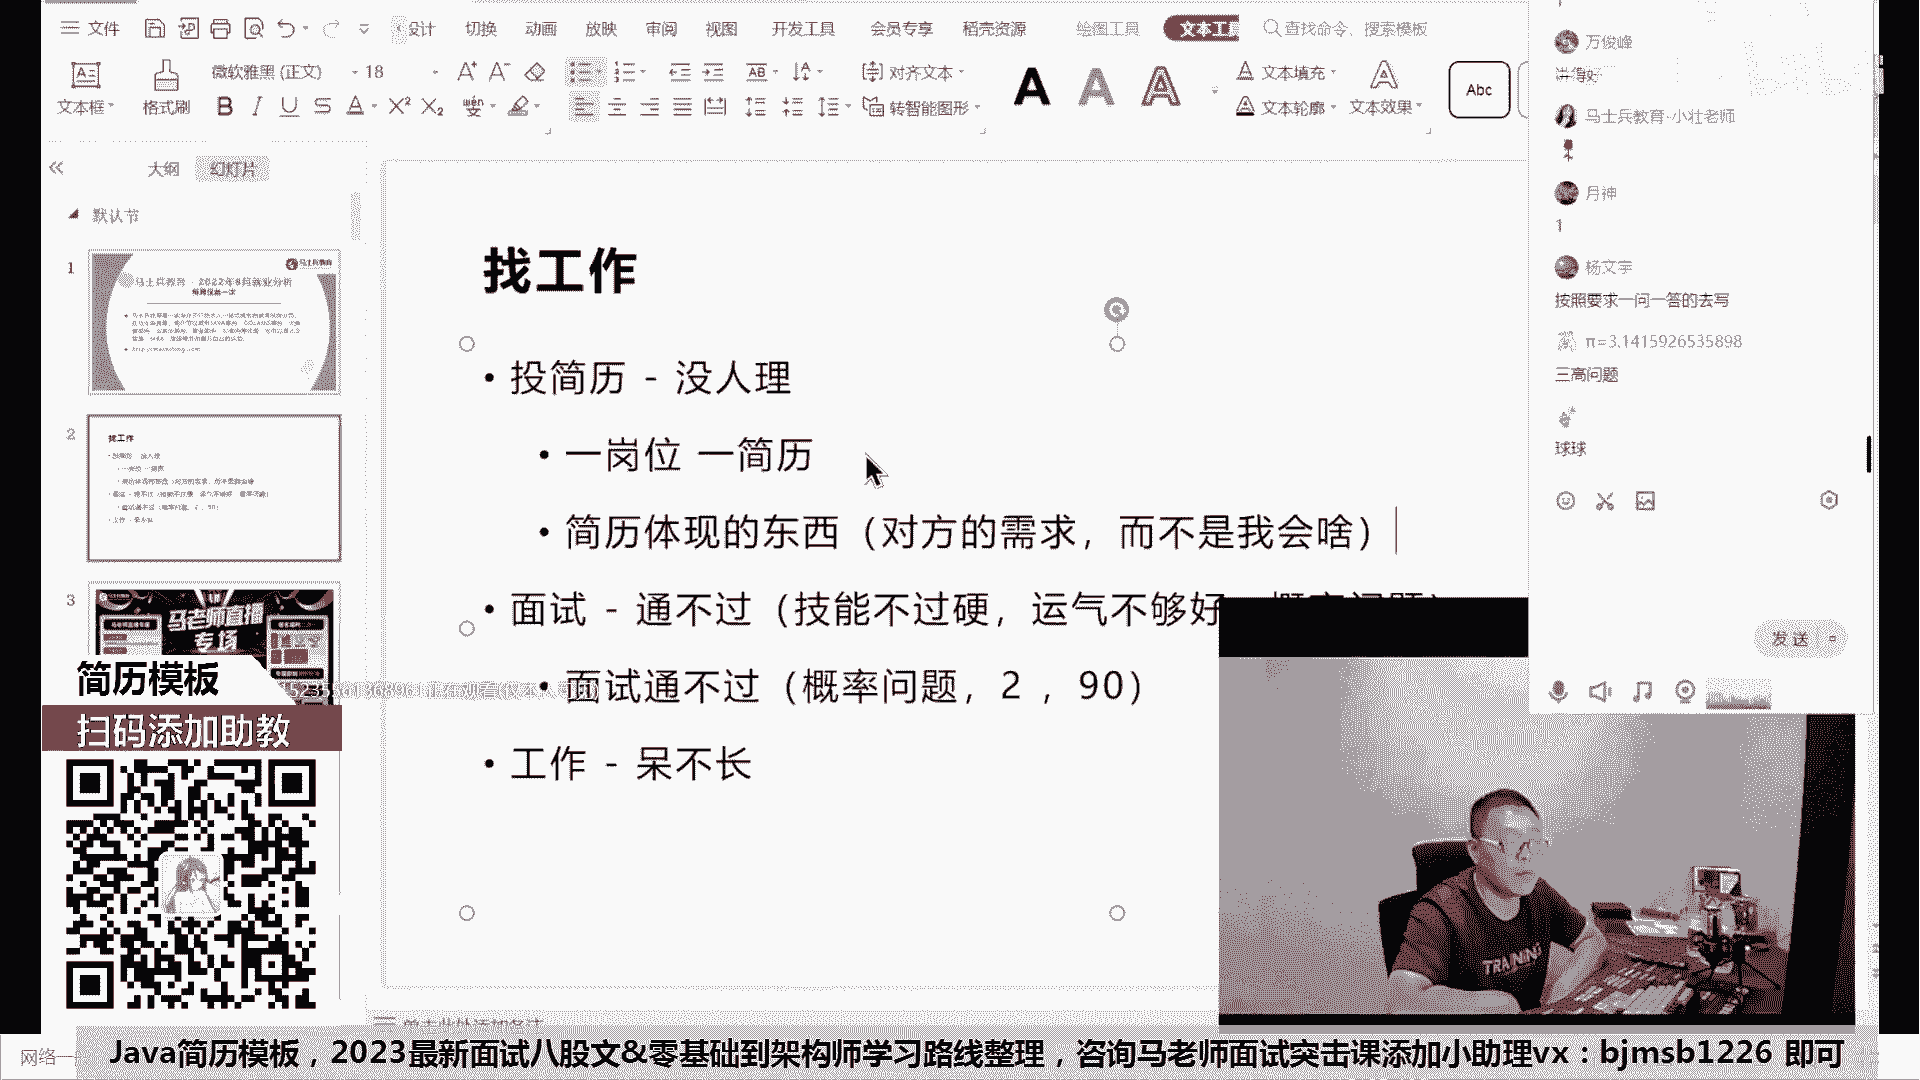 文件
设计
切换
动画
放映
审阅
视图
开发工具
会员专享
稻壳资源
绘图工具
文本工具
查找命令、搜索模板
文本框
格式刷
微软雅黑 (正文)
18
对齐文本
转智能图形
文本填充
文本轮廓
文本效果
Abc
大纲
幻灯片
默认节
1
2
3
马老师直播
专场
找工作
• 投简历 - 没人理
• 一岗位 一简历
• 简历体现的东西（对方的需求，而不是我会啥）
• 面试 - 通不过（技能不过硬，运气不够好
• 面试通不过（概率问题，2 ，90）
• 工作 - 呆不长
万俊峰
讲得好
马士兵教育-小壮老师
月神
1
杨文宇
按照要求一问一答的去写
π=3.1415926535898
三高问题
球球
发送
简历模板
扫码添加助教
TRAINING
网络一
Java简历模板，2023最新面试八股文&零基础到架构师学习路线整理，咨询马老师面试突击课添加小助理vx：bjmsb1226 即可